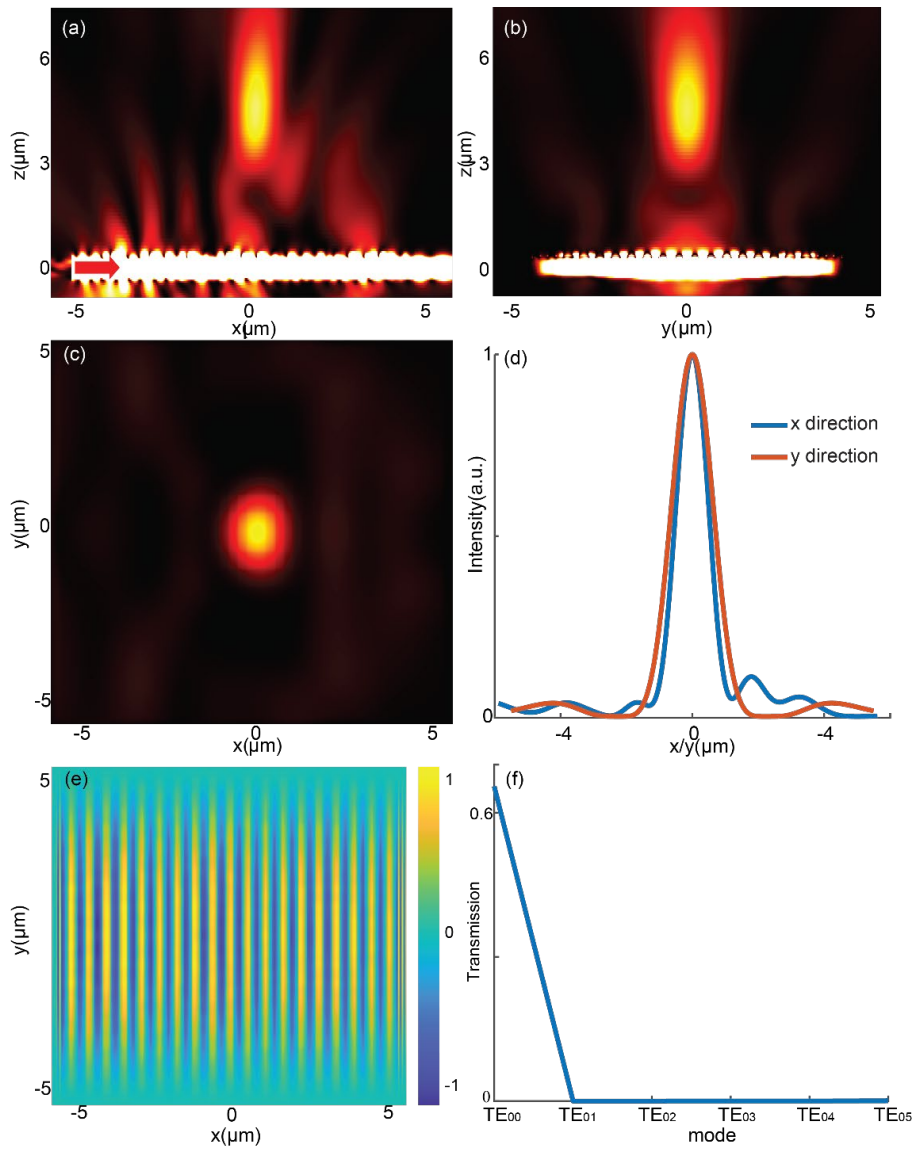 (a)
6
3
0
z(μm)
-5
0
5
x(μm)
(b)
6
3
0
z(μm)
-5
0
5
y(μm)
(c)
5
0
-5
y(μm)
-5
0
5
x(μm)
(d)
1
0
Intensity(a.u.)
x direction
y direction
-4
0
-4
x/y(μm)
(e)
5
0
-5
y(μm)
-5
0
5
x(μm)
1
0
-1
(f)
0.6
0
Transmission
TE00 TE01 TE02 TE03 TE04 TE05
mode